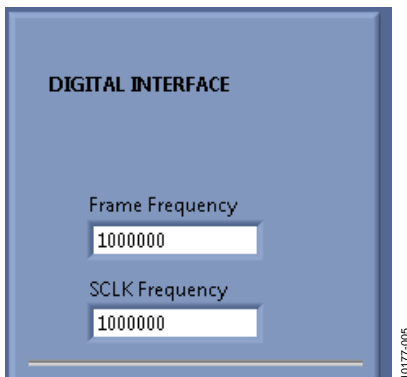 DIGITAL INTERFACE
Frame Frequency
1000000
SCLK Frequency
1000000
10177-005